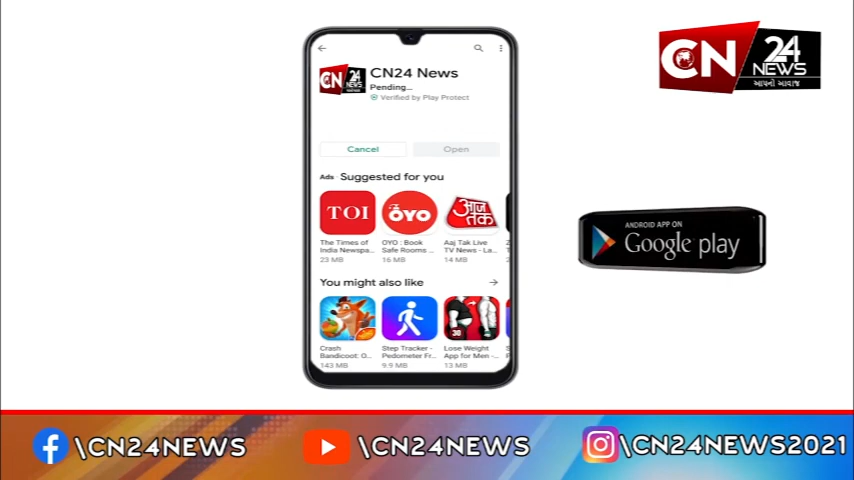 CN24 News
Pending...
Verified by Play Protect
Cancel
Open
Ads · Suggested for you
TOI
OYO
आज तक
The Times of
India Newspa..
23 MB
OYO : Book
Safe Rooms ..
16 MB
Aaj Tak Live
TV News - La..
14 MB
You might also like
30
Crash
Bandicoot: O..
143 MB
Step Tracker -
Pedometer Fr..
9.9 MB
Lose Weight
App for Men -..
13 MB
CN 24
NEWS
આપનો અવાજ
ANDROID APP ON
Google play
\CN24NEWS
\CN24NEWS
\CN24NEWS2021